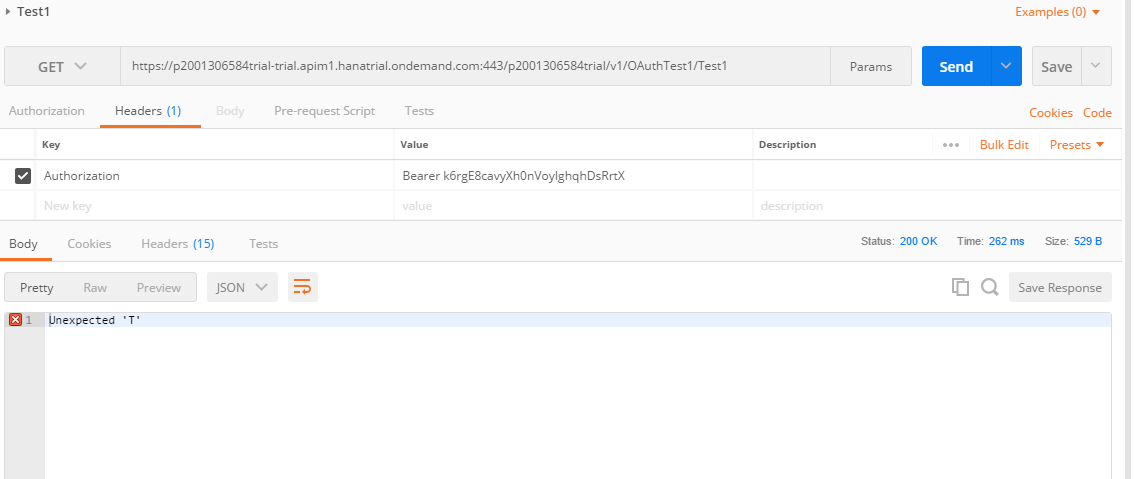 Test1 Examples (0)
GET https://p2001306584trial-trial.apim1.hanatrial.ondemand.com:443/p2001306584trial/v1/OAuthTest1/Test1 Params Send Save
Authorization Headers (1) Body Pre-request Script Tests Cookies Code
Key Value Description ••• Bulk Edit Presets
Authorization Bearer k6rgE8cavyXh0nVoylghqhDsRrtX
New key value description
Body Cookies Headers (15) Tests Status: 200 OK Time: 262 ms Size: 529 B
Pretty Raw Preview JSON Save Response
1 Unexpected 'T'